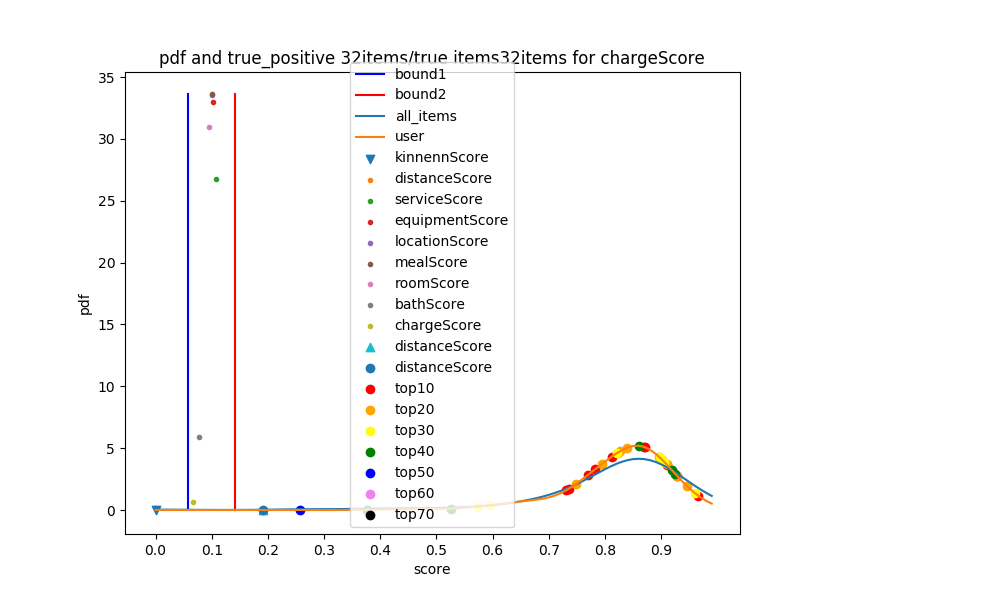 pdf and true_positive 32items/true items32items for chargeScore
bound1
bound2
all_items
user
kinnennScore
distanceScore
serviceScore
equipmentScore
locationScore
mealScore
roomScore
bathScore
chargeScore
distanceScore
distanceScore
top10
top20
top30
top40
top50
top60
top70
35
30
25
20
15
10
5
0
pdf
0.0 0.1 0.2 0.3 0.4 0.5 0.6 0.7 0.8 0.9
score